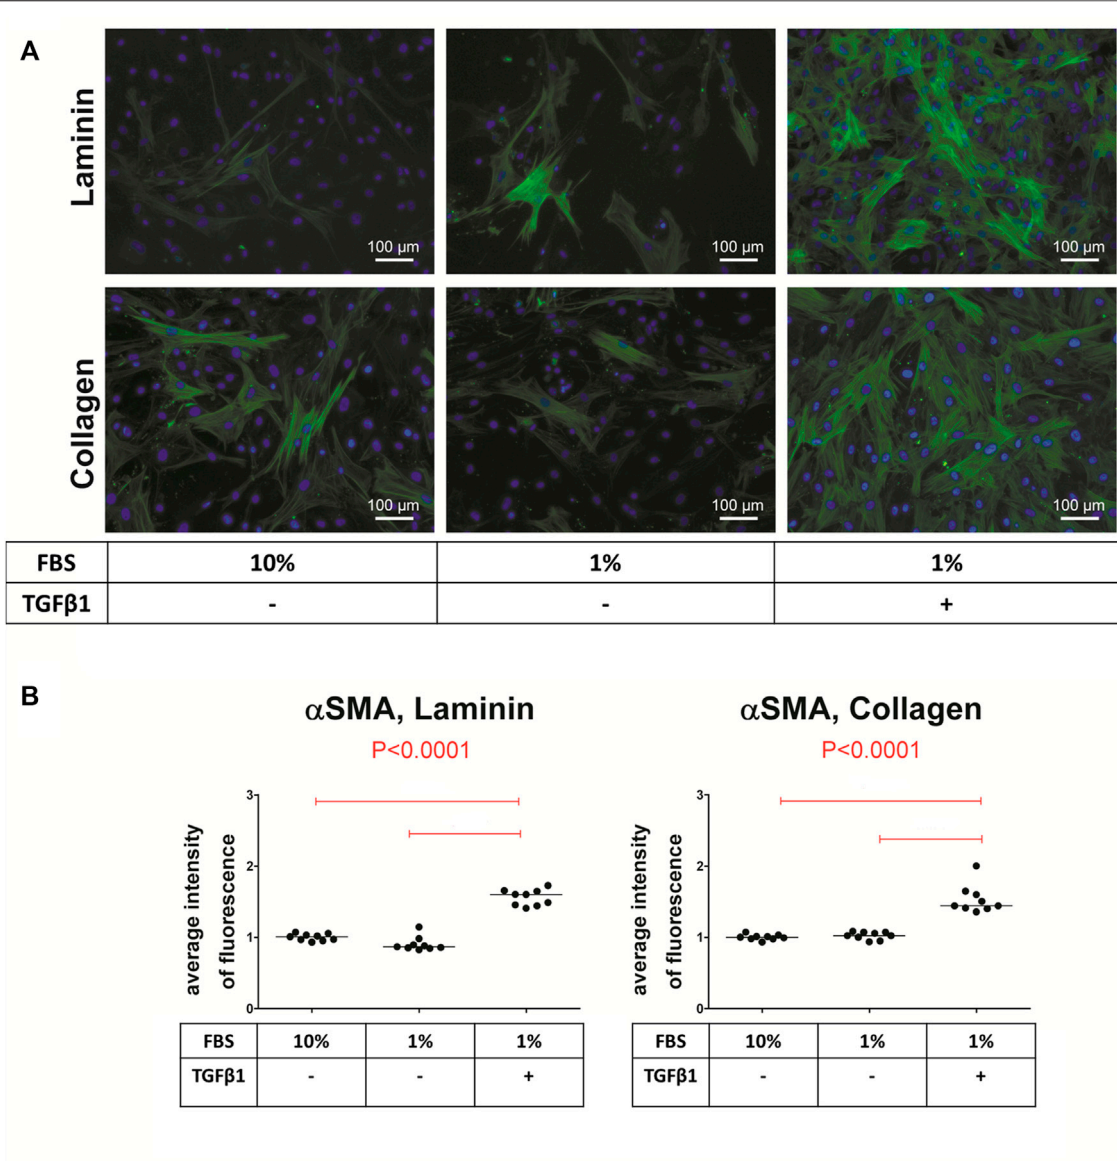 A
Laminin
100 µm
100 µm
100 µm
Collagen
100 µm
100 µm
100 µm
FBS 10% 1% 1%
TGFβ1 - - +
B
αSMA, Laminin
P<0.0001
average intensity
of fluorescence
3
2
1
0
FBS 10% 1% 1%
TGFβ1 - - +
αSMA, Collagen
P<0.0001
average intensity
of fluorescence
3
2
1
0
FBS 10% 1% 1%
TGFβ1 - - +